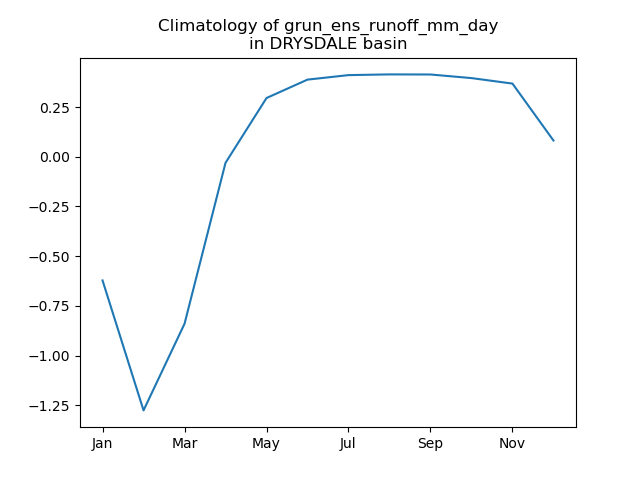 Climatology of grun_ens_runoff_mm_day
in DRYSDALE basin
0.25
0.00
−0.25
−0.50
−0.75
−1.00
−1.25
Jan Mar May Jul Sep Nov